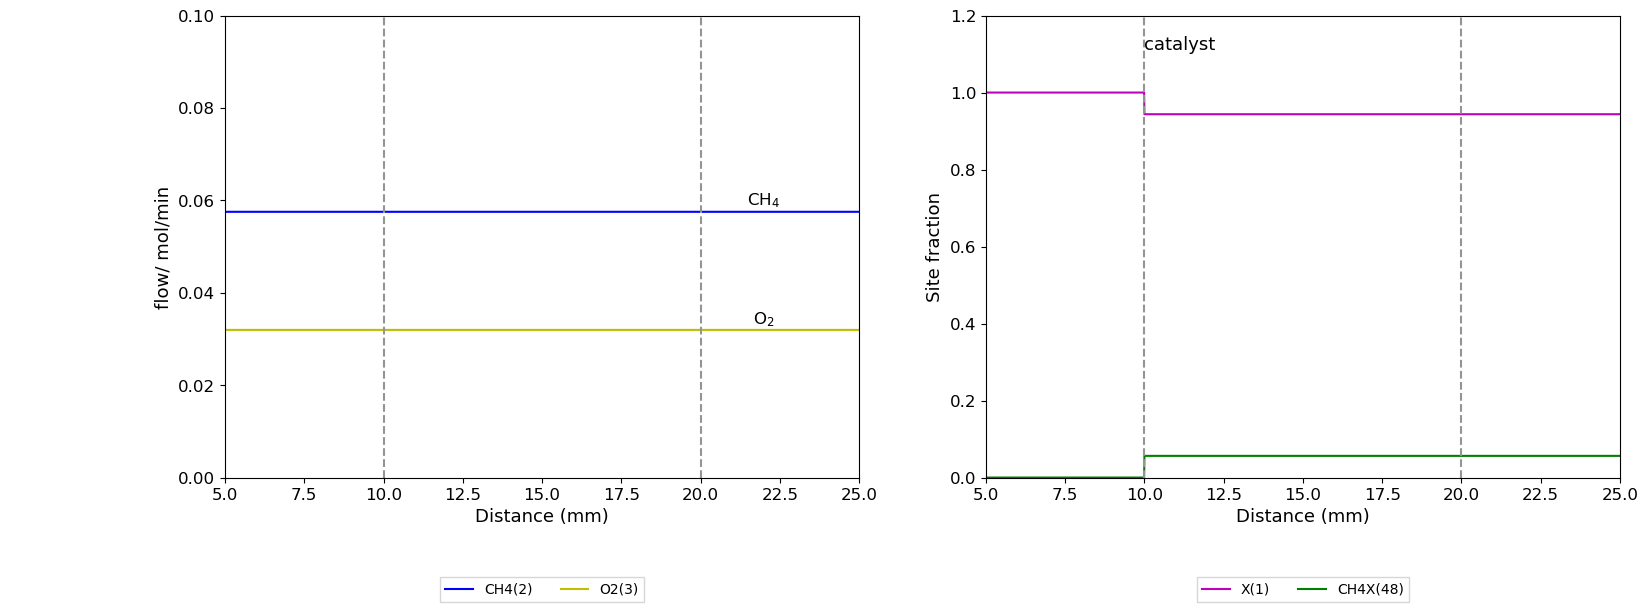 0.10
0.08
0.06
0.04
0.02
0.00
flow/ mol/min
CH₄
O₂
5.0 7.5 10.0 12.5 15.0 17.5 20.0 22.5 25.0
Distance (mm)
CH4(2) O2(3)
1.2
1.0
0.8
0.6
0.4
0.2
0.0
Site fraction
catalyst
5.0 7.5 10.0 12.5 15.0 17.5 20.0 22.5 25.0
Distance (mm)
X(1) CH4X(48)